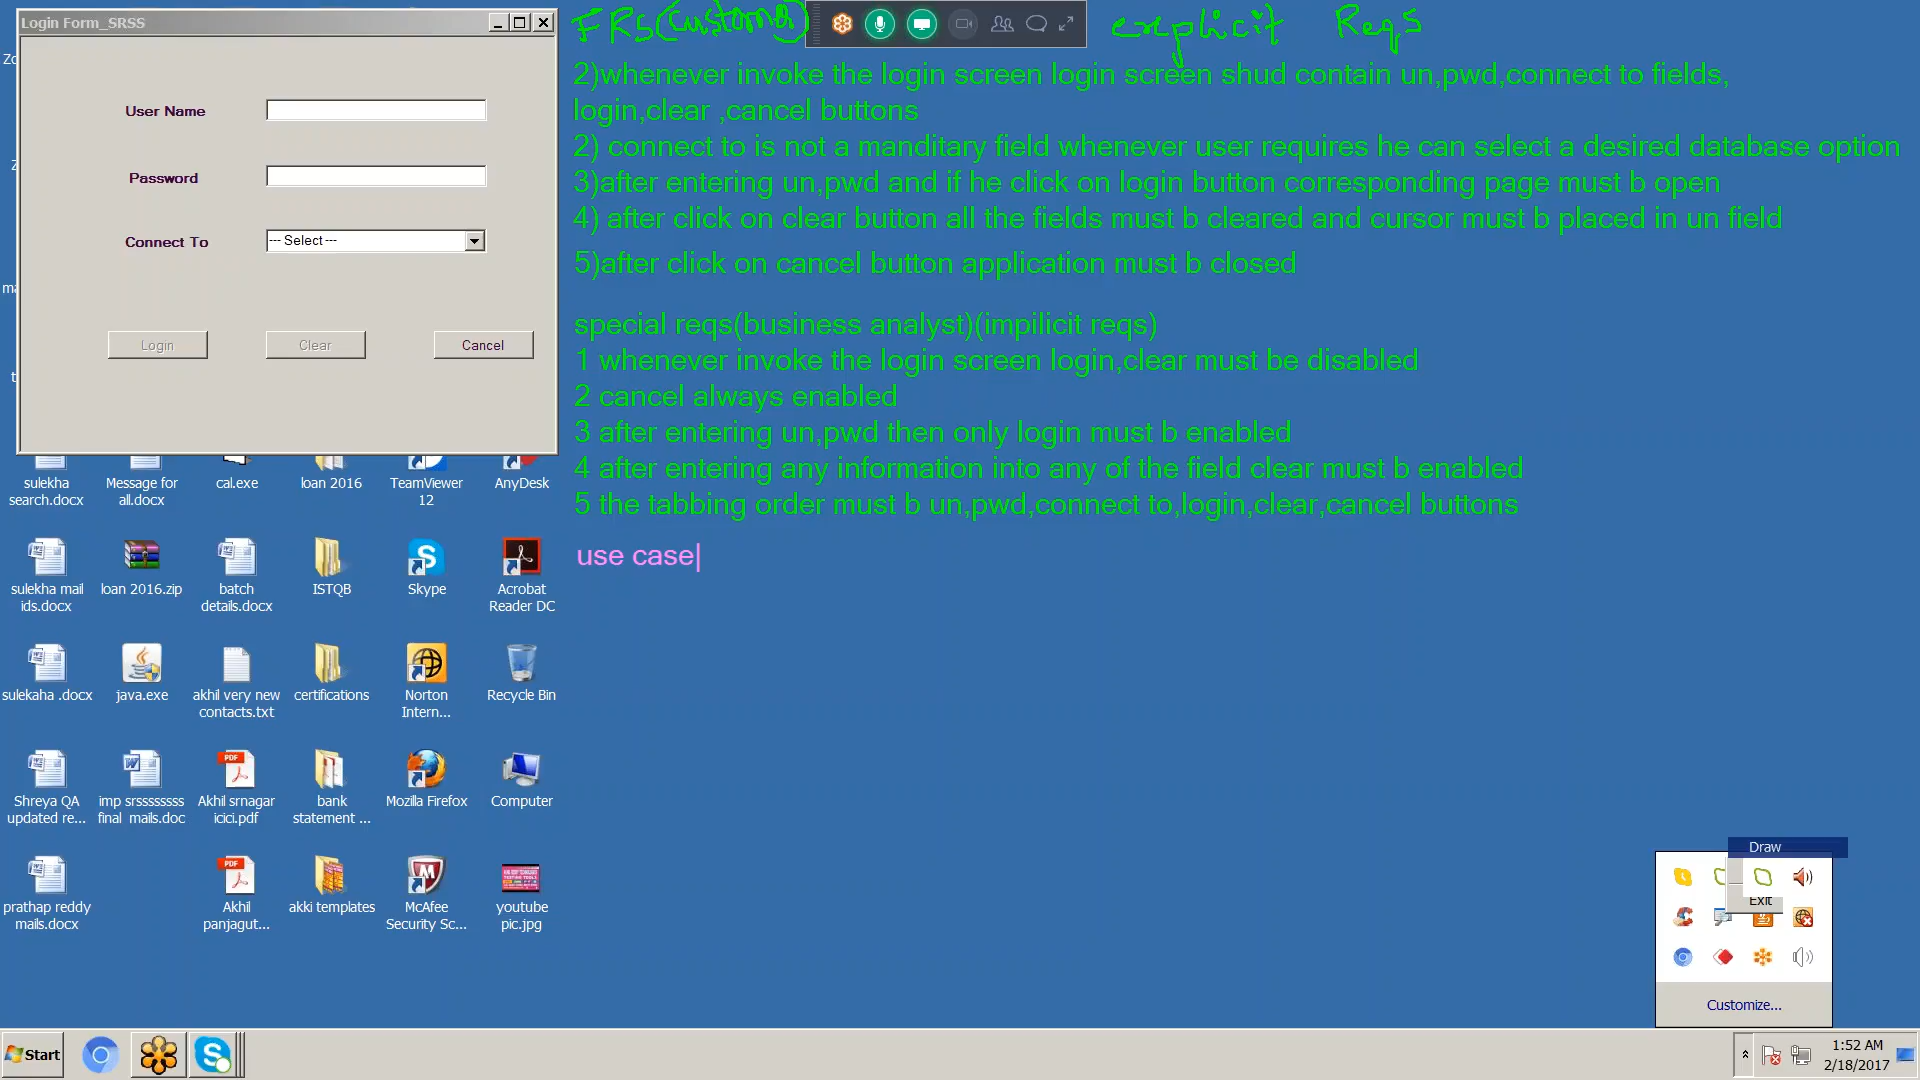 Login Form_SRSS
User Name
Password
Connect To
--- Select ---
Login
Clear
Cancel
FRS(Customer)
explicit Reqs
2)whenever invoke the login screen login screen shud contain un,pwd,connect to fields,
login,clear ,cancel buttons
2) connect to is not a manditary field whenever user requires he can select a desired database option
3)after entering un,pwd and if he click on login button corresponding page must b open
4) after click on clear button all the fields must b cleared and cursor must b placed in un field
5)after click on cancel button application must b closed
special reqs(business analyst)(impilicit reqs)
1 whenever invoke the login screen login,clear must be disabled
2 cancel always enabled
3 after entering un,pwd then only login must b enabled
4 after entering any information into any of the field clear must b enabled
5 the tabbing order must b un,pwd,connect to,login,clear,cancel buttons
use case
sulekha
search.docx
Message for
all.docx
cal.exe
loan 2016
TeamViewer
12
AnyDesk
sulekha mail
ids.docx
loan 2016.zip
batch
details.docx
ISTQB
Skype
Acrobat
Reader DC
sulekaha .docx
java.exe
akhil very new
contacts.txt
certifications
Norton
Intern...
Recycle Bin
Shreya QA
updated re...
imp srssssssss
final mails.doc
Akhil srnagar
icici.pdf
bank
statement ...
Mozilla Firefox
Computer
prathap reddy
mails.docx
Akhil
panjagut...
akki templates
McAfee
Security Sc...
youtube
pic.jpg
Draw
Exit
Customize...
Start
1:52 AM
2/18/2017